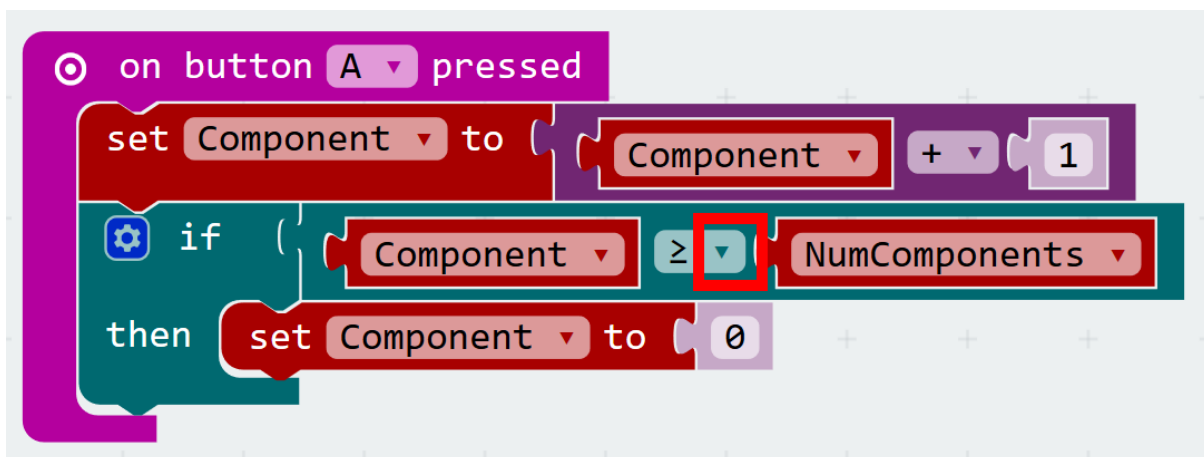 on button A pressed
set Component to Component + 1
if Component ≥ NumComponents
then set Component to 0